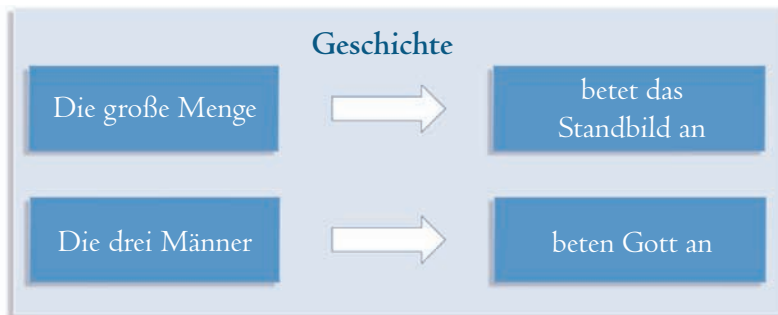 Geschichte
Die große Menge
betet das
Standbild an
Die drei Männer
beten Gott an